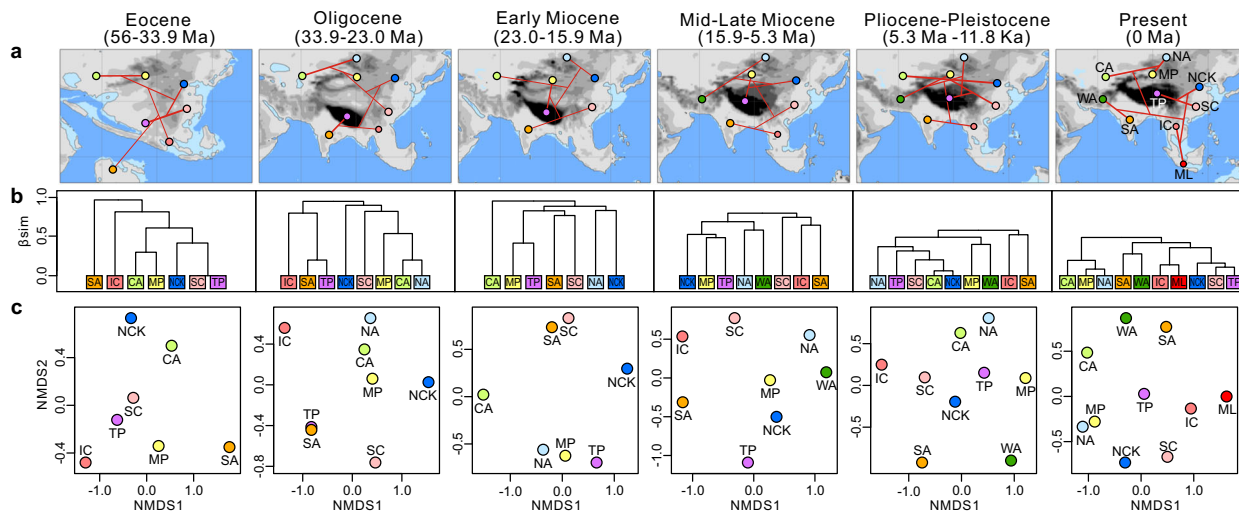 Eocene
(56-33.9 Ma)
Oligocene
(33.9-23.0 Ma)
Early Miocene
(23.0-15.9 Ma)
Mid-Late Miocene
(15.9-5.3 Ma)
Pliocene-Pleistocene
(5.3 Ma -11.8 Ka)
Present
(0 Ma)
a
NA
CA
MP
NCK
WA
TP
SC
SA
IC
ML
b
βsim
1.0
0.5
0.0
SA IC CA MP NCK SC TP
IC SA TP NCK SC MP CA NA
CA MP TP SA SC NA NCK
NCK MP TP NA WA SC IC SA
NA TP SC CA NCK MP WA IC SA
CA MP NA SA WA IC ML NCK SC TP
c
NMDS2
0.4
0.0
-0.4
NCK
CA
SC
TP
IC
MP
SA
-1.0 0.0 1.0
NMDS1
0.4
0.0
-0.4
-0.8
IC
NA
CA
MP
NCK
TP
SA
SC
-1.0 0.0 1.0
NMDS1
0.5
0.0
-0.5
SA
SC
NCK
CA
NA
MP
TP
-1.0 0.0 1.0
NMDS1
0.5
0.0
-0.5
-1.0
SC
IC
NA
MP
WA
SA
NCK
TP
-1.0 0.0 1.0
NMDS1
0.5
0.0
-0.5
NA
CA
IC
SC
TP
MP
NCK
SA
WA
-1.0 0.0 1.0
NMDS1
0.5
0.0
-0.5
WA
SA
CA
TP
ML
IC
MP
NA
NCK
SC
-1.0 0.0 1.0
NMDS1